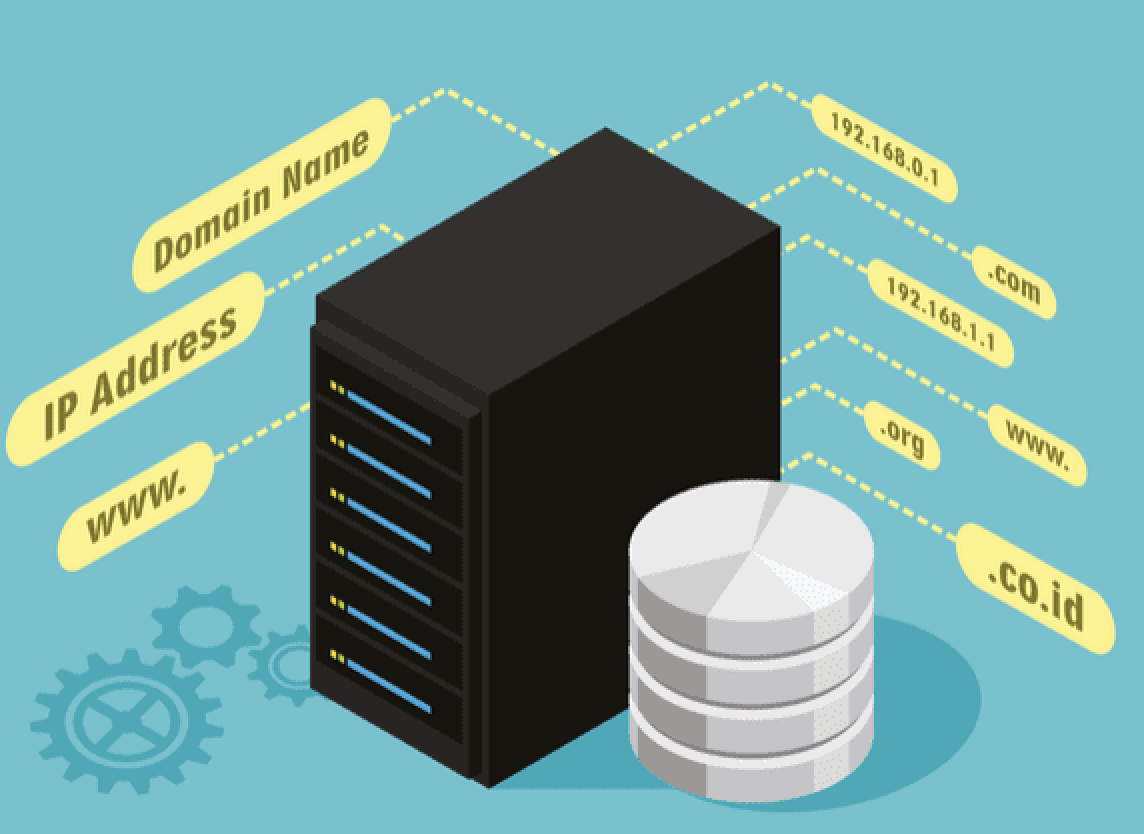 Domain Name
IP Address
www.
192.168.0.1
.com
192.168.1.1
www.
.org
.co.id